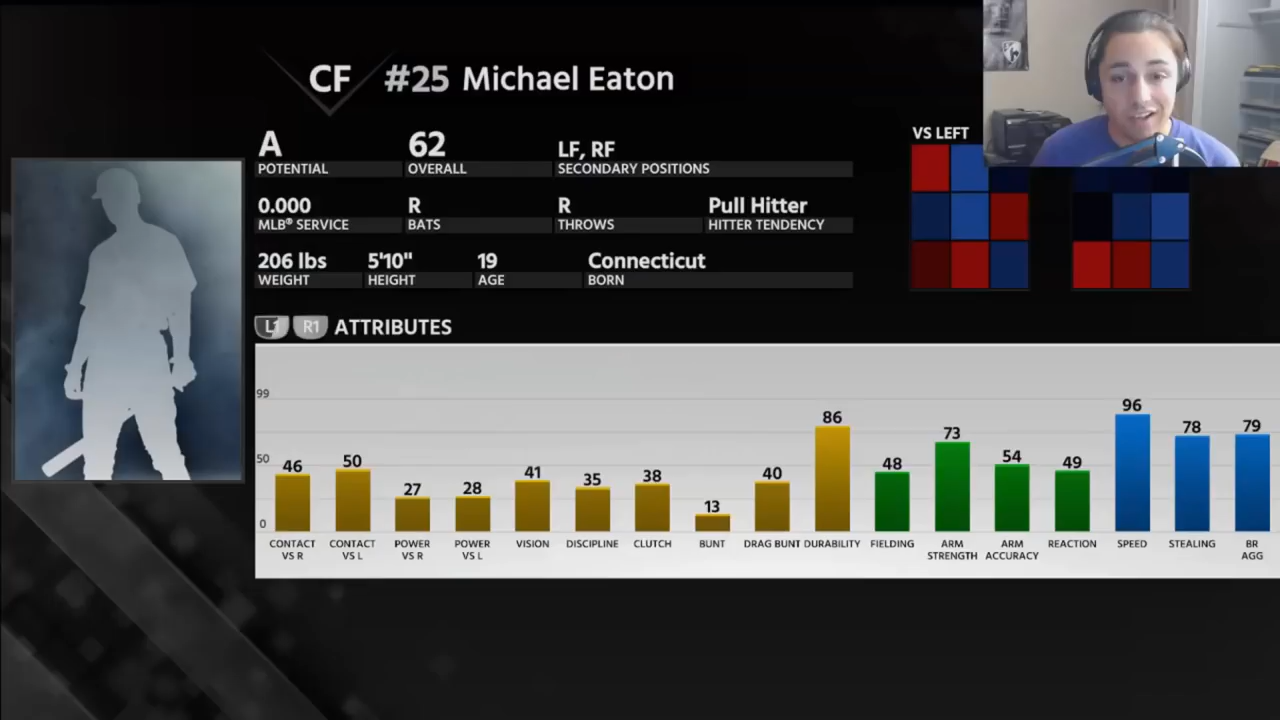 CF #25 Michael Eaton
A 62 LF, RF
POTENTIAL OVERALL SECONDARY POSITIONS
0.000 R R Pull Hitter
MLB® SERVICE BATS THROWS HITTER TENDENCY
206 lbs 5'10" 19 Connecticut
WEIGHT HEIGHT AGE BORN
VS LEFT
L1 R1 ATTRIBUTES
99
50
0
46 50 27 28 41 35 38 13 40 86 48 73 54 49 96 78 79
CONTACT VS R
CONTACT VS L
POWER VS R
POWER VS L
VISION
DISCIPLINE
CLUTCH
BUNT
DRAG BUNT
DURABILITY
FIELDING
ARM STRENGTH
ARM ACCURACY
REACTION
SPEED
STEALING
BR AGG